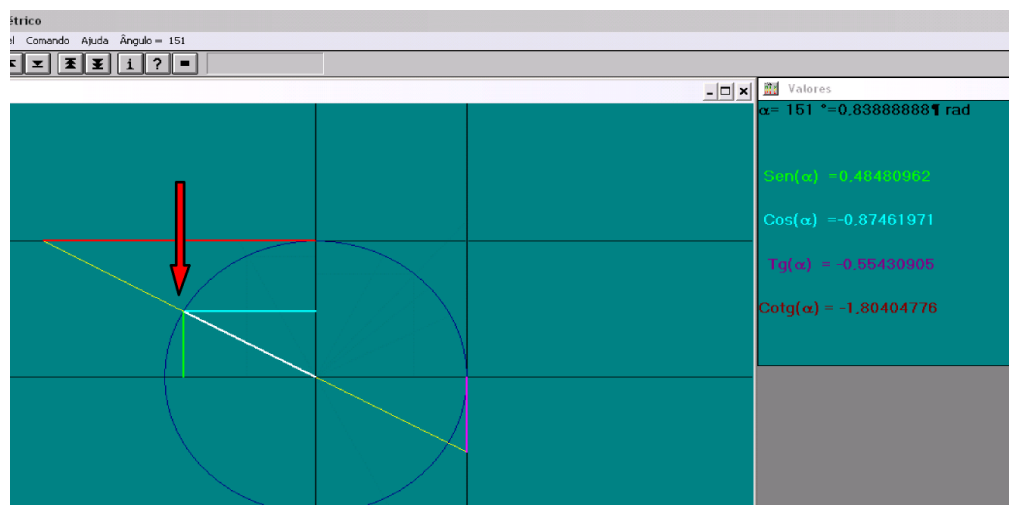 étrico
el Comando Ajuda Ângulo = 151
i ?
Valores
α= 151 °=0,83888888¶ rad
Sen(α) =0,48480962
Cos(α) =-0,87461971
Tg(α) = -0,55430905
Cotg(α) = -1,80404776